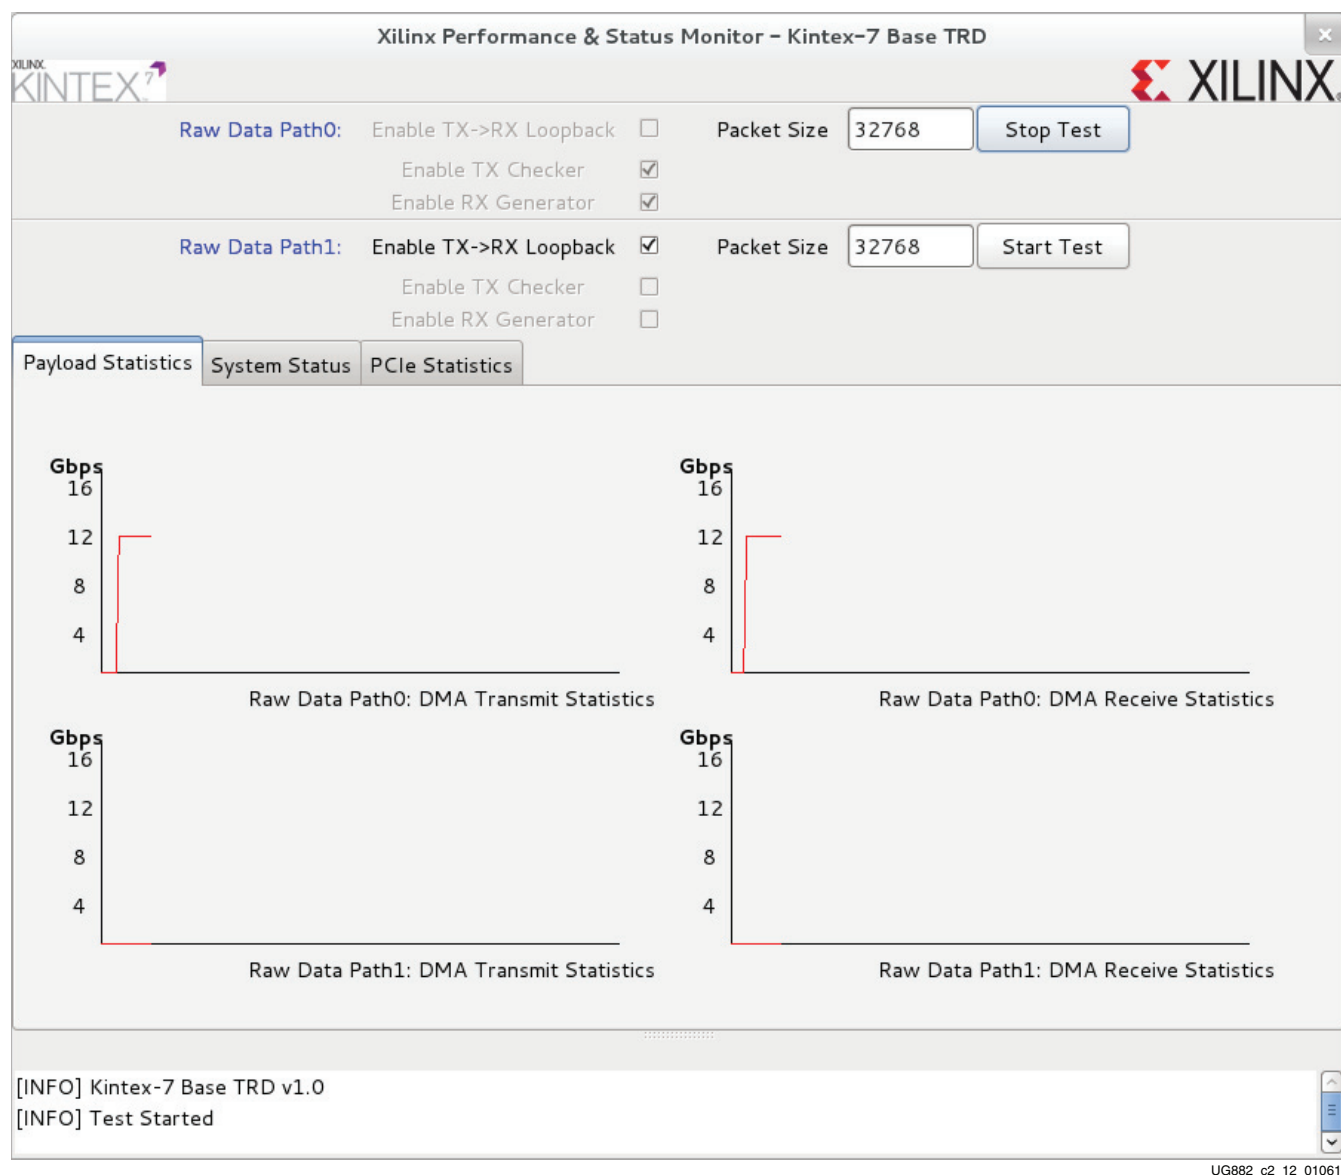 Xilinx Performance & Status Monitor - Kintex-7 Base TRD
XILINX
KINTEX 7
XILINX
Raw Data Path0: Enable TX->RX Loopback Packet Size 32768 Stop Test
Enable TX Checker
Enable RX Generator
Raw Data Path1: Enable TX->RX Loopback Packet Size 32768 Start Test
Enable TX Checker
Enable RX Generator
Payload Statistics System Status PCIe Statistics
Gbps
16
12
8
4
Raw Data Path0: DMA Transmit Statistics
Gbps
16
12
8
4
Raw Data Path0: DMA Receive Statistics
Gbps
16
12
8
4
Raw Data Path1: DMA Transmit Statistics
Gbps
16
12
8
4
Raw Data Path1: DMA Receive Statistics
[INFO] Kintex-7 Base TRD v1.0
[INFO] Test Started
UG882_c2_12_01061